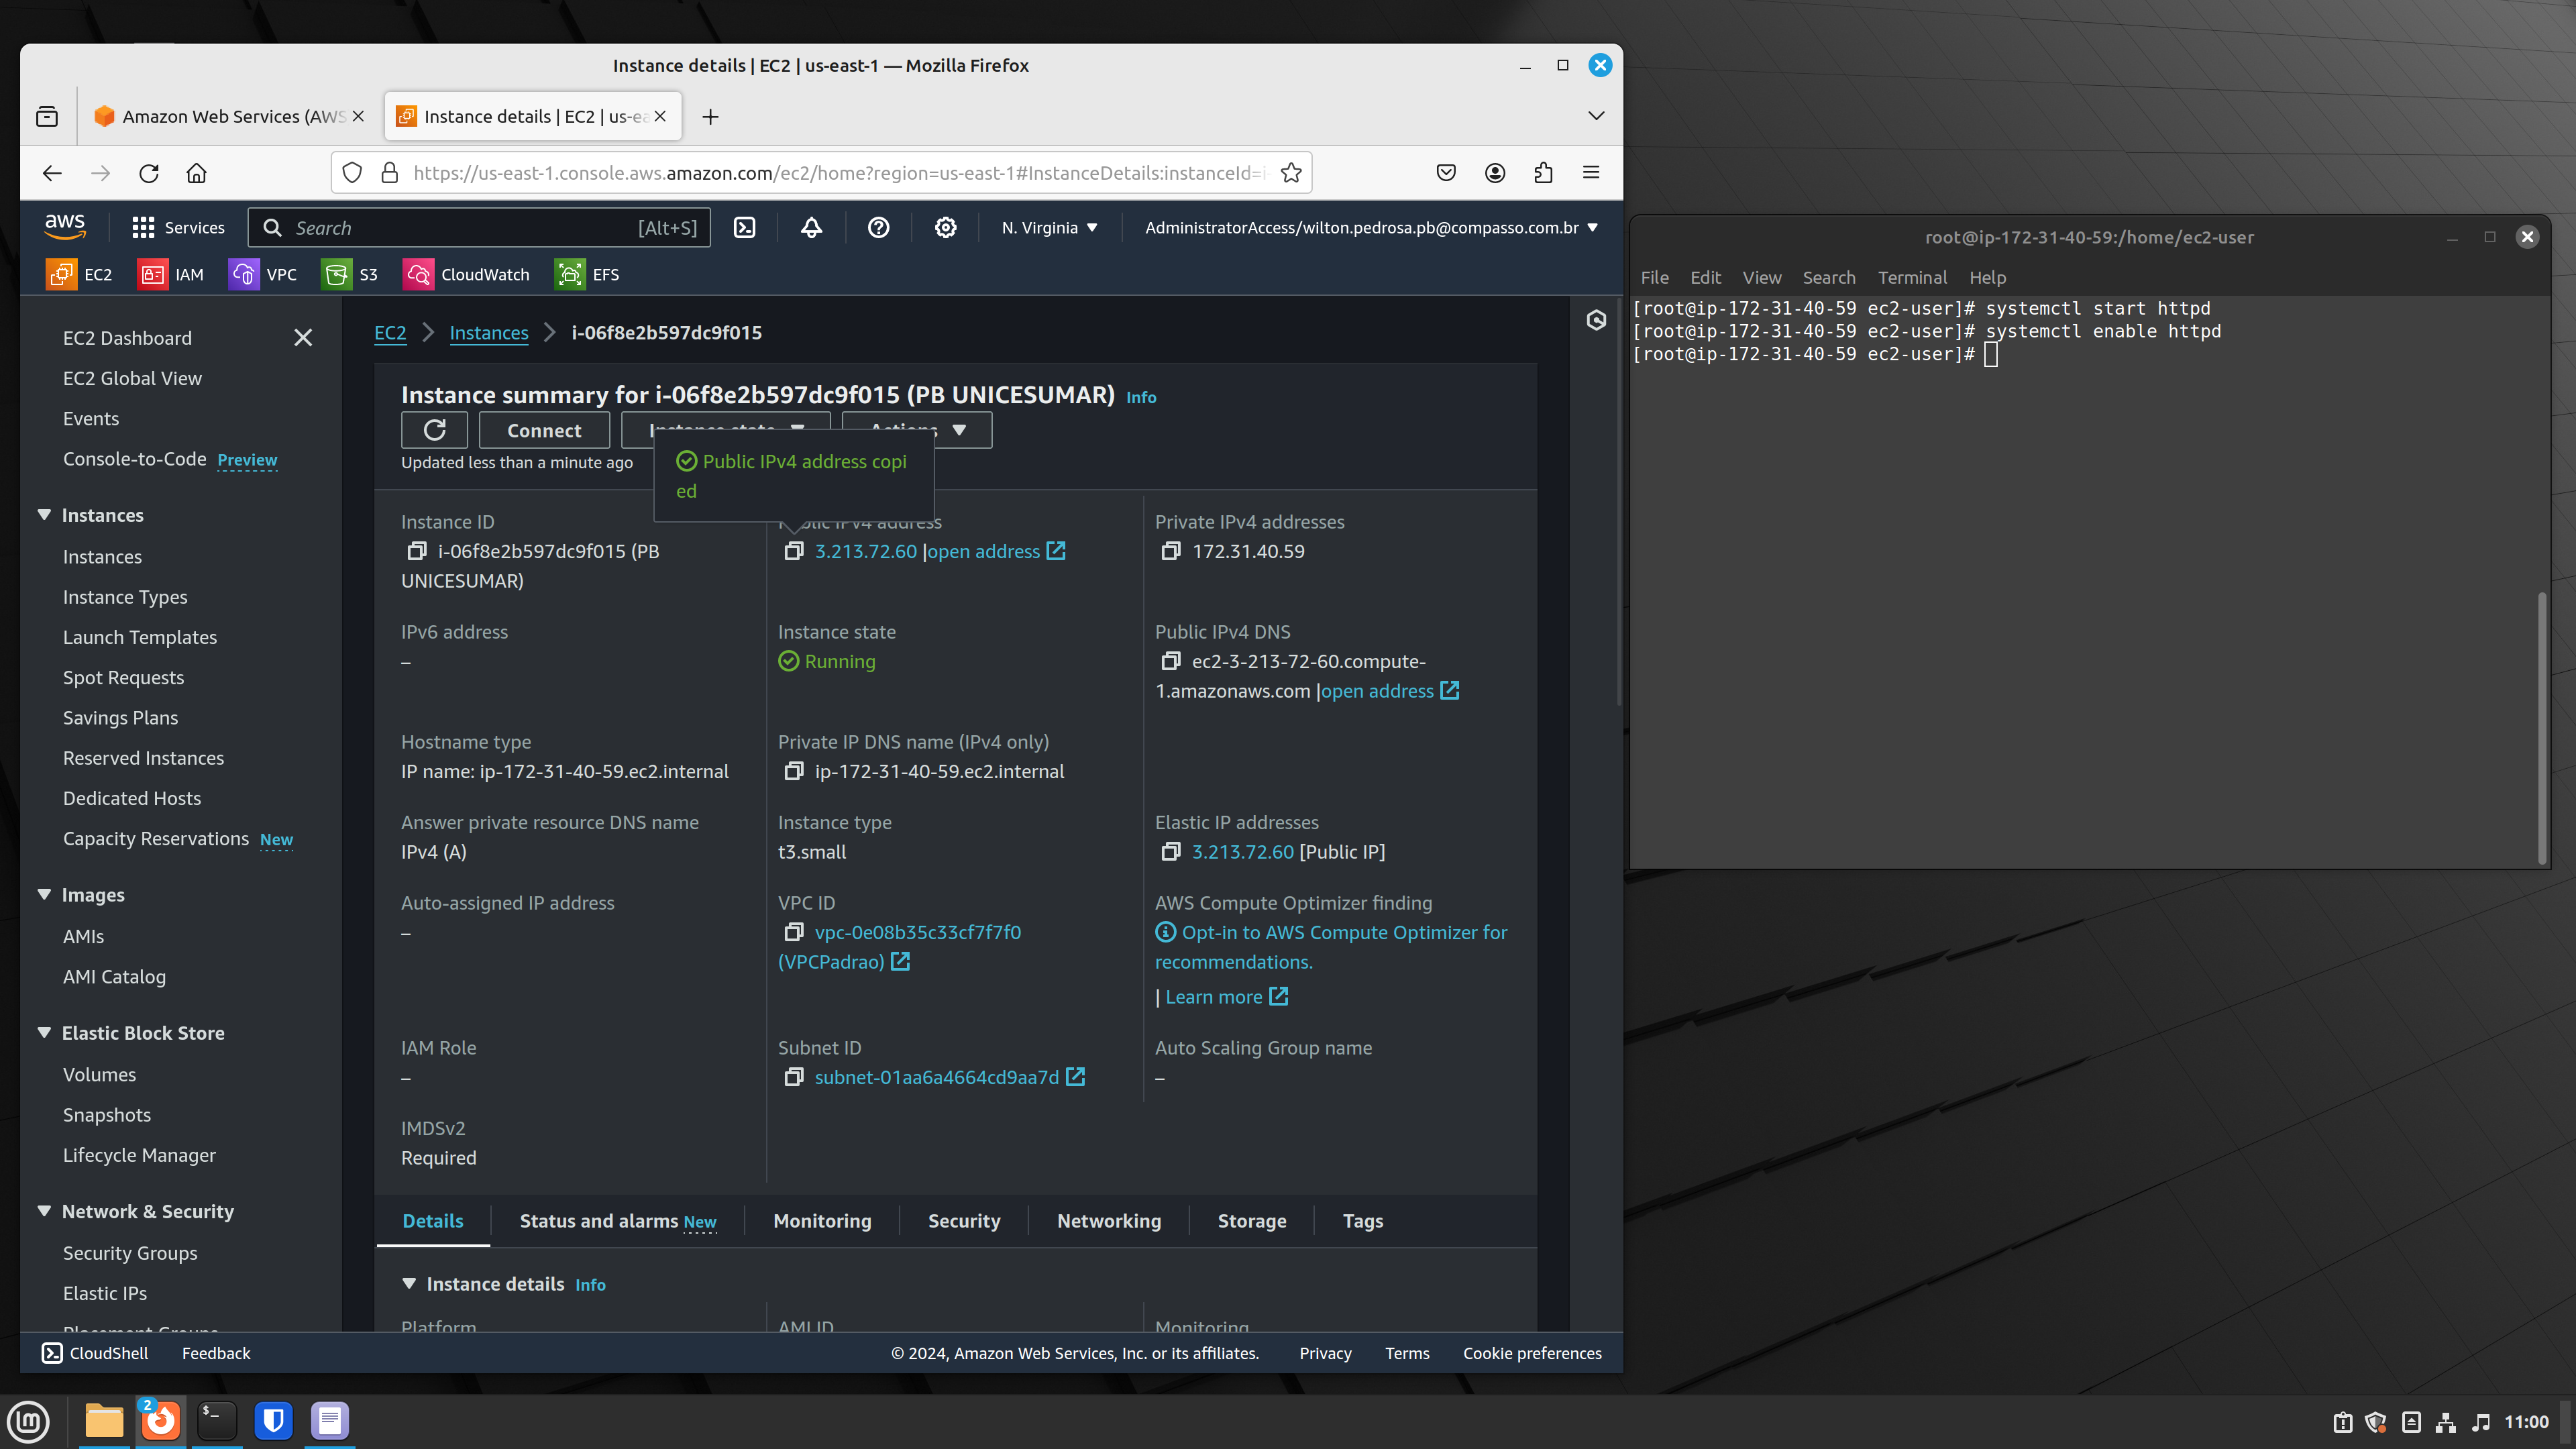 Instance details | EC2 | us-east-1 — Mozilla Firefox
Amazon Web Services (AWS
Instance details | EC2 | us-ea
https://us-east-1.console.aws.amazon.com/ec2/home?region=us-east-1#InstanceDetails:instanceId=i-
aws
Services
Search
[Alt+S]
N. Virginia
AdministratorAccess/wilton.pedrosa.pb@compasso.com.br
EC2
IAM
VPC
S3
CloudWatch
EFS
EC2 Dashboard
EC2 Global View
Events
Console-to-Code Preview
Instances
Instances
Instance Types
Launch Templates
Spot Requests
Savings Plans
Reserved Instances
Dedicated Hosts
Capacity Reservations New
Images
AMIs
AMI Catalog
Elastic Block Store
Volumes
Snapshots
Lifecycle Manager
Network & Security
Security Groups
Elastic IPs
Placement Groups
EC2 > Instances > i-06f8e2b597dc9f015
Instance summary for i-06f8e2b597dc9f015 (PB UNICESUMAR) Info
Connect
Instance state
Actions
Updated less than a minute ago
Public IPv4 address copi
ed
Instance ID
i-06f8e2b597dc9f015 (PB
UNICESUMAR)
Public IPv4 address
3.213.72.60 |open address
Private IPv4 addresses
172.31.40.59
IPv6 address
–
Instance state
Running
Public IPv4 DNS
ec2-3-213-72-60.compute-
1.amazonaws.com |open address
Hostname type
IP name: ip-172-31-40-59.ec2.internal
Private IP DNS name (IPv4 only)
ip-172-31-40-59.ec2.internal
Answer private resource DNS name
IPv4 (A)
Instance type
t3.small
Elastic IP addresses
3.213.72.60 [Public IP]
Auto-assigned IP address
–
VPC ID
vpc-0e08b35c33cf7f7f0
(VPCPadrao)
AWS Compute Optimizer finding
Opt-in to AWS Compute Optimizer for
recommendations.
| Learn more
IAM Role
–
Subnet ID
subnet-01aa6a4664cd9aa7d
Auto Scaling Group name
–
IMDSv2
Required
Details
Status and alarms New
Monitoring
Security
Networking
Storage
Tags
Instance details Info
Platform
AMI ID
Monitoring
CloudShell
Feedback
© 2024, Amazon Web Services, Inc. or its affiliates.
Privacy
Terms
Cookie preferences
root@ip-172-31-40-59:/home/ec2-user
File Edit View Search Terminal Help
[root@ip-172-31-40-59 ec2-user]# systemctl start httpd
[root@ip-172-31-40-59 ec2-user]# systemctl enable httpd
[root@ip-172-31-40-59 ec2-user]#
2
$_
11:00